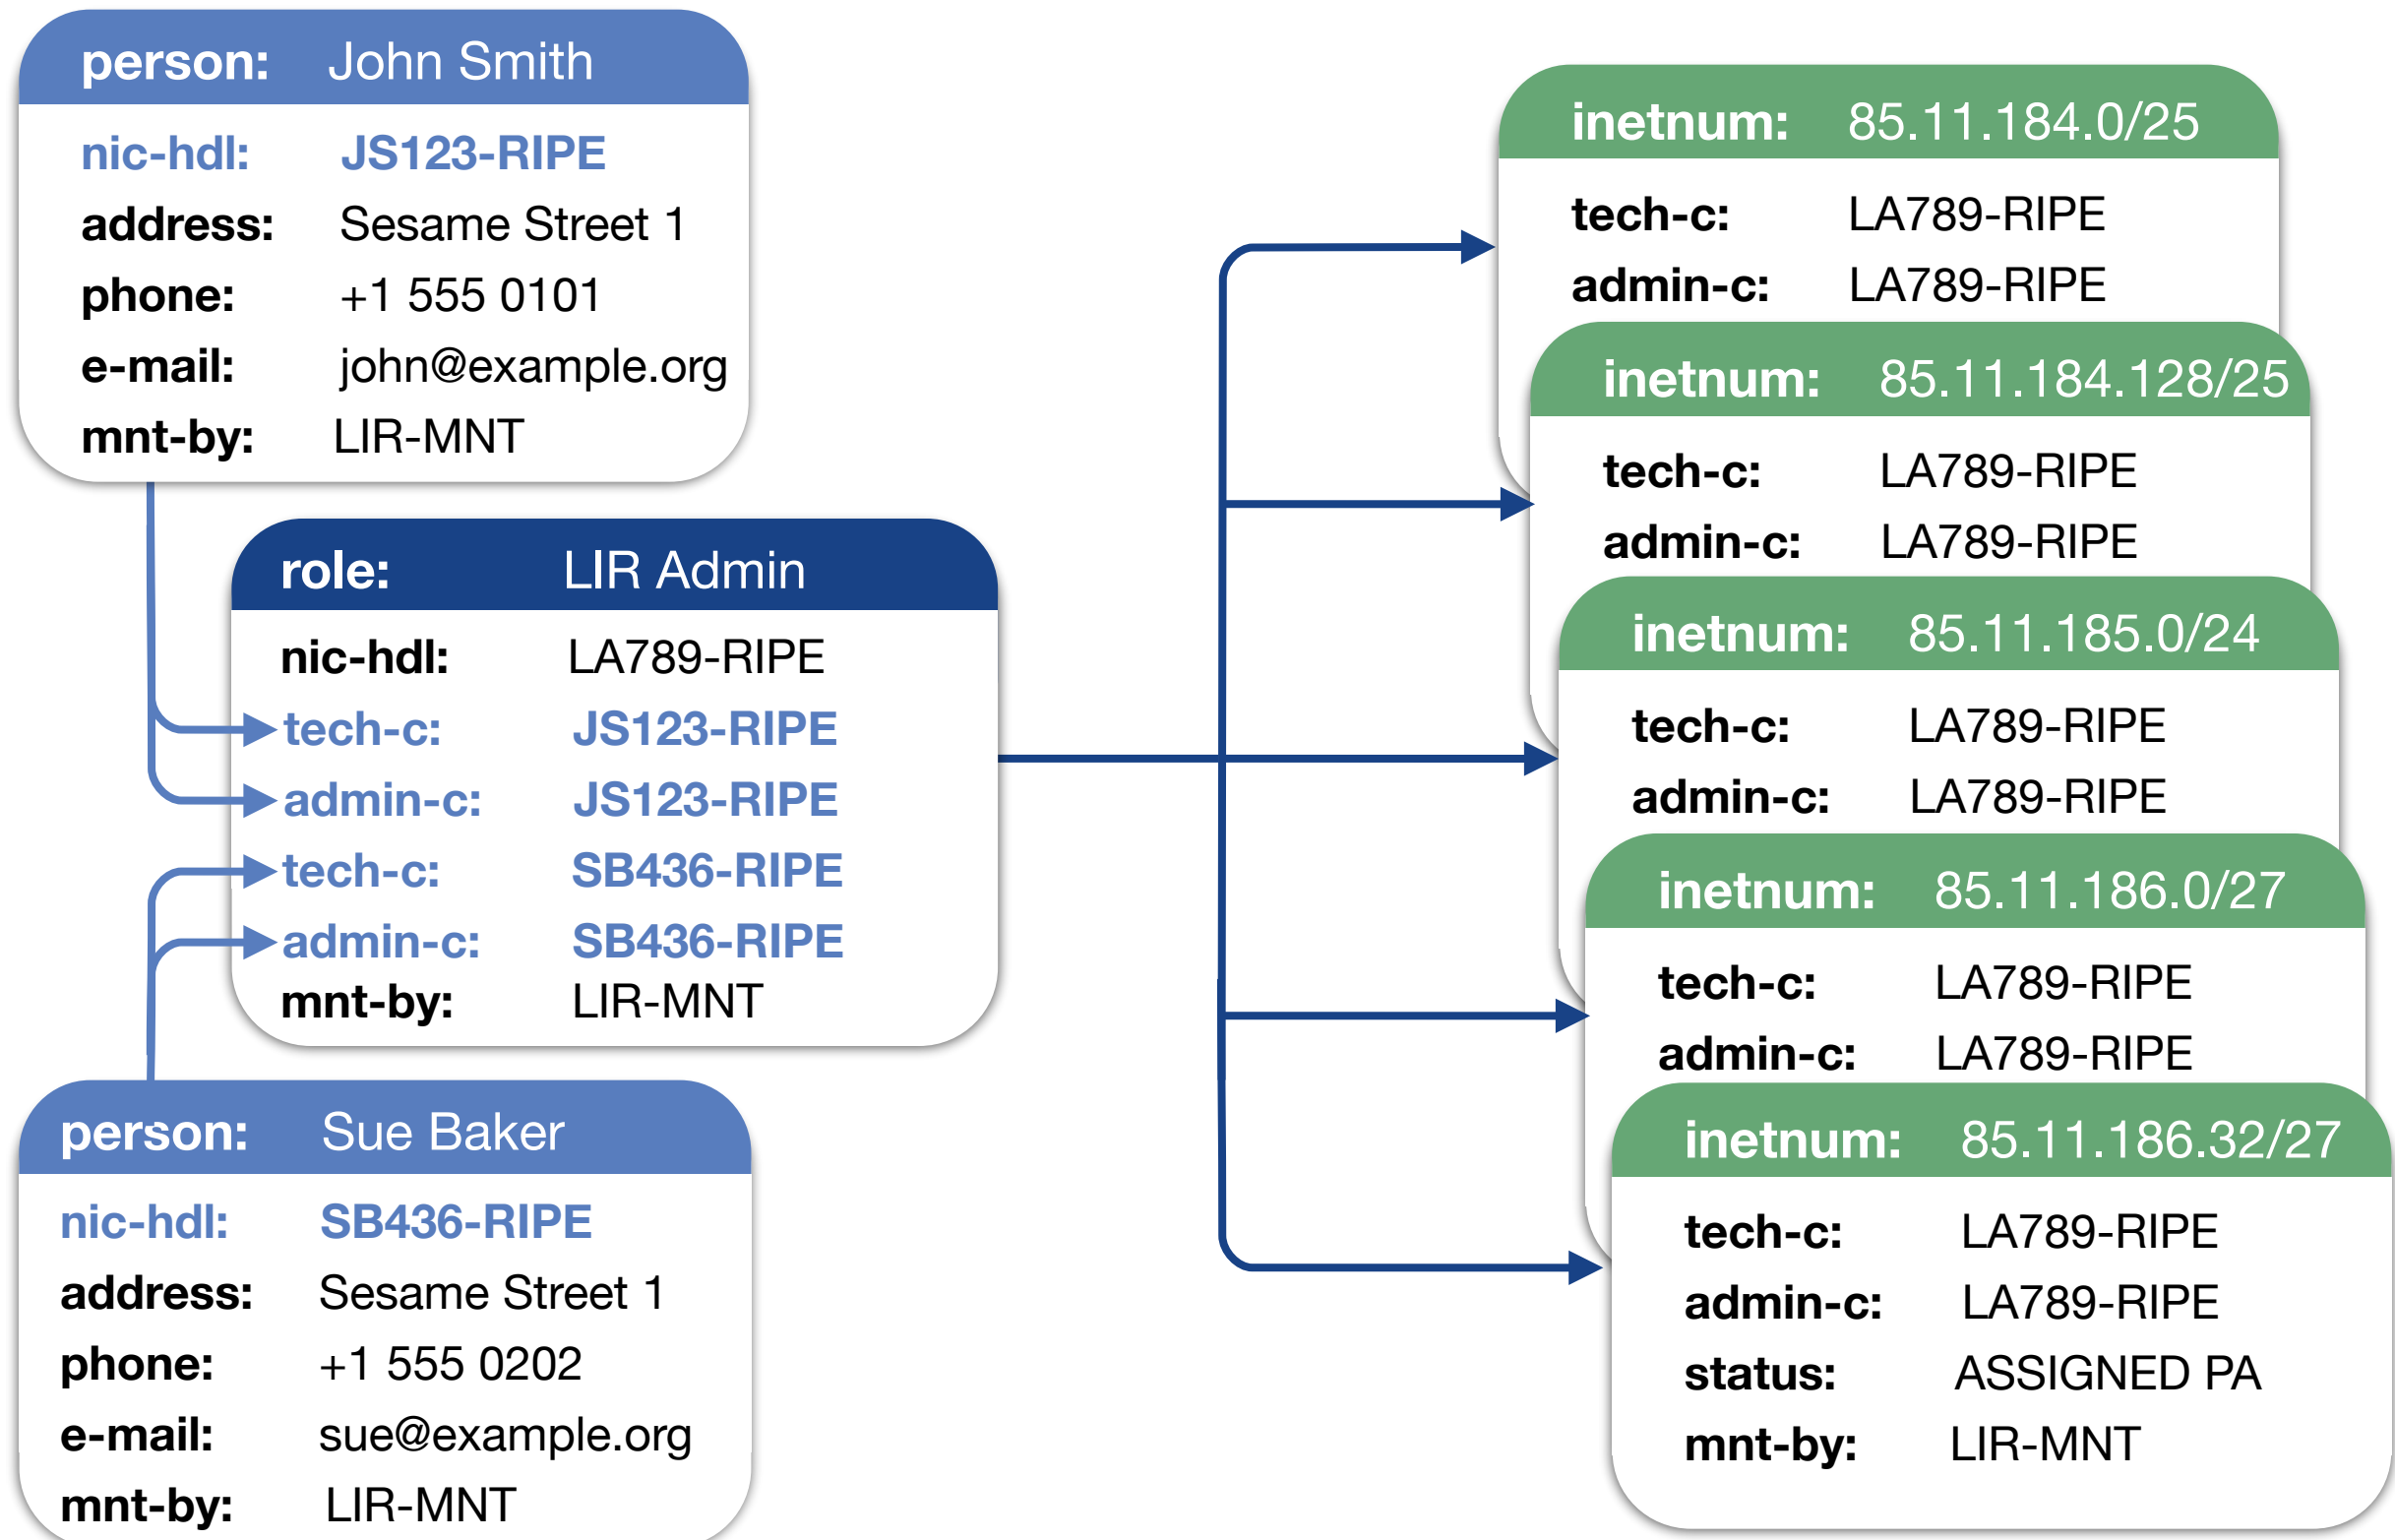 person: John Smith
nic-hdl: JS123-RIPE
address: Sesame Street 1
phone: +1 555 0101
e-mail: john@example.org
mnt-by: LIR-MNT
role: LIR Admin
nic-hdl: LA789-RIPE
tech-c: JS123-RIPE
admin-c: JS123-RIPE
tech-c: SB436-RIPE
admin-c: SB436-RIPE
mnt-by: LIR-MNT
person: Sue Baker
nic-hdl: SB436-RIPE
address: Sesame Street 1
phone: +1 555 0202
e-mail: sue@example.org
mnt-by: LIR-MNT
inetnum: 85.11.184.0/25
tech-c: LA789-RIPE
admin-c: LA789-RIPE
inetnum: 85.11.184.128/25
tech-c: LA789-RIPE
admin-c: LA789-RIPE
inetnum: 85.11.185.0/24
tech-c: LA789-RIPE
admin-c: LA789-RIPE
inetnum: 85.11.186.0/27
tech-c: LA789-RIPE
admin-c: LA789-RIPE
inetnum: 85.11.186.32/27
tech-c: LA789-RIPE
admin-c: LA789-RIPE
status: ASSIGNED PA
mnt-by: LIR-MNT